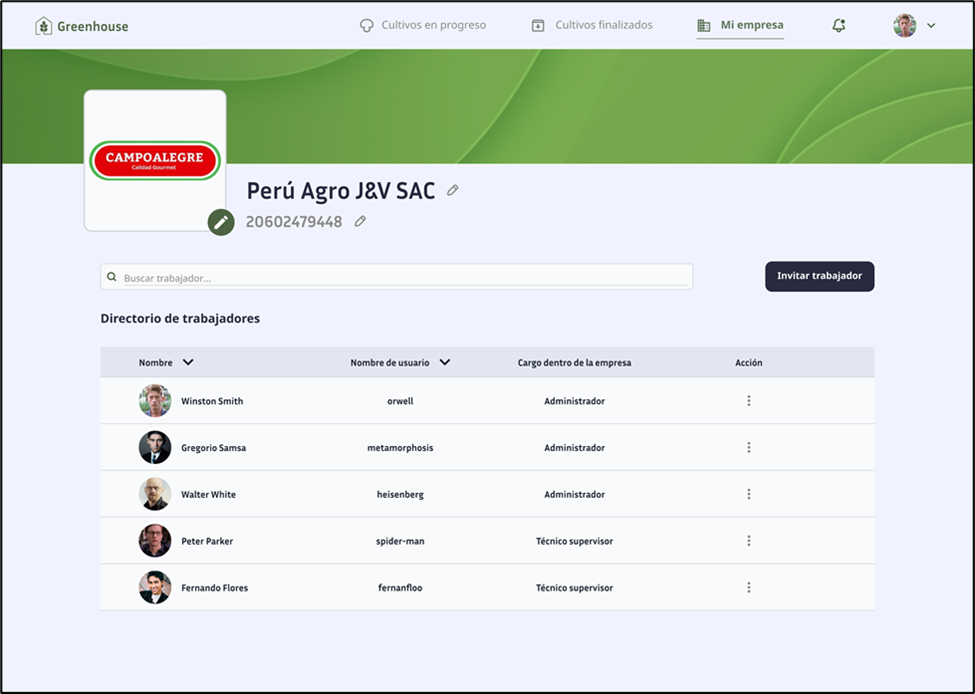 Greenhouse Cultivos en progreso Cultivos finalizados Mi empresa
CAMPOALEGRE
Calidad Gourmet
Perú Agro J&V SAC
20602479448
Buscar trabajador... Invitar trabajador
Directorio de trabajadores
Nombre Nombre de usuario Cargo dentro de la empresa Acción
Winston Smith orwell Administrador
Gregorio Samsa metamorphosis Administrador
Walter White heisenberg Administrador
Peter Parker spider-man Técnico supervisor
Fernando Flores fernanfloo Técnico supervisor